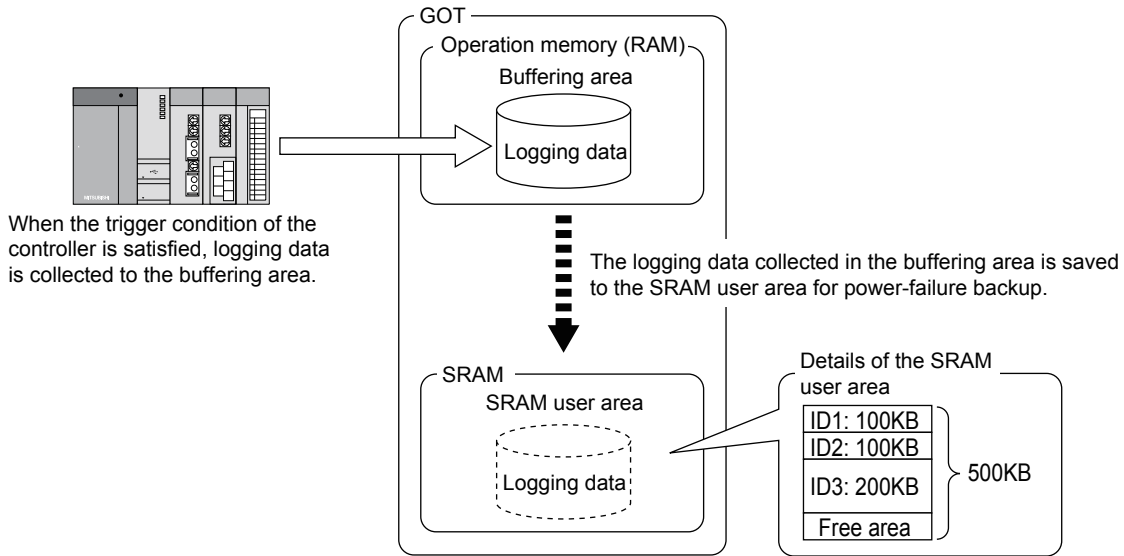 GOT
Operation memory (RAM)
Buffering area
Logging data
MITSUBISHI
When the trigger condition of the
controller is satisfied, logging data
is collected to the buffering area.
The logging data collected in the buffering area is saved
to the SRAM user area for power-failure backup.
SRAM
SRAM user area
Logging data
Details of the SRAM
user area
ID1: 100KB
ID2: 100KB
ID3: 200KB
Free area
500KB